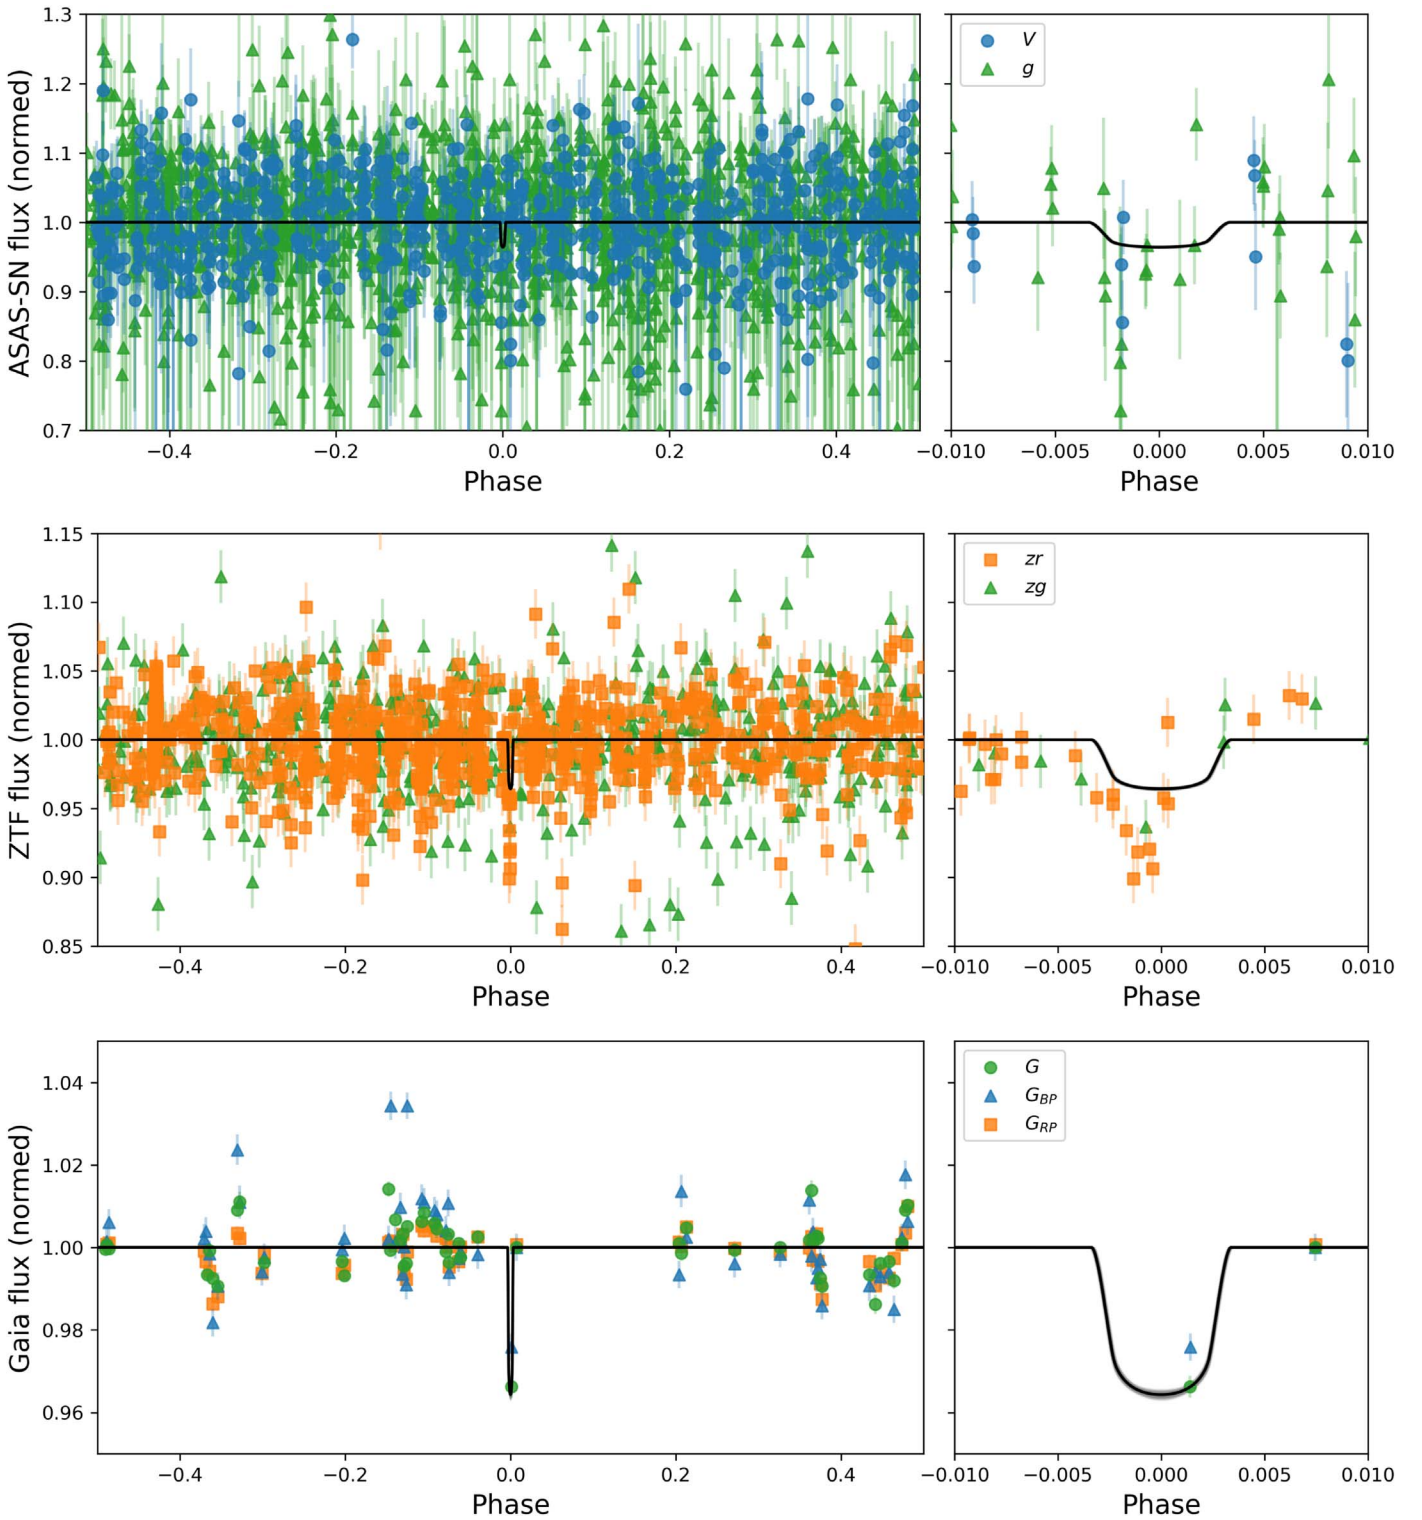 1.3
1.2
1.1
1.0
0.9
0.8
0.7
ASAS-SN flux (normed)
−0.4 −0.2 0.0 0.2 0.4
Phase
V
g
−0.010 −0.005 0.000 0.005 0.010
Phase
1.15
1.10
1.05
1.00
0.95
0.90
0.85
ZTF flux (normed)
−0.4 −0.2 0.0 0.2 0.4
Phase
zr
zg
−0.010 −0.005 0.000 0.005 0.010
Phase
1.04
1.02
1.00
0.98
0.96
Gaia flux (normed)
−0.4 −0.2 0.0 0.2 0.4
Phase
G
G_BP
G_RP
−0.010 −0.005 0.000 0.005 0.010
Phase